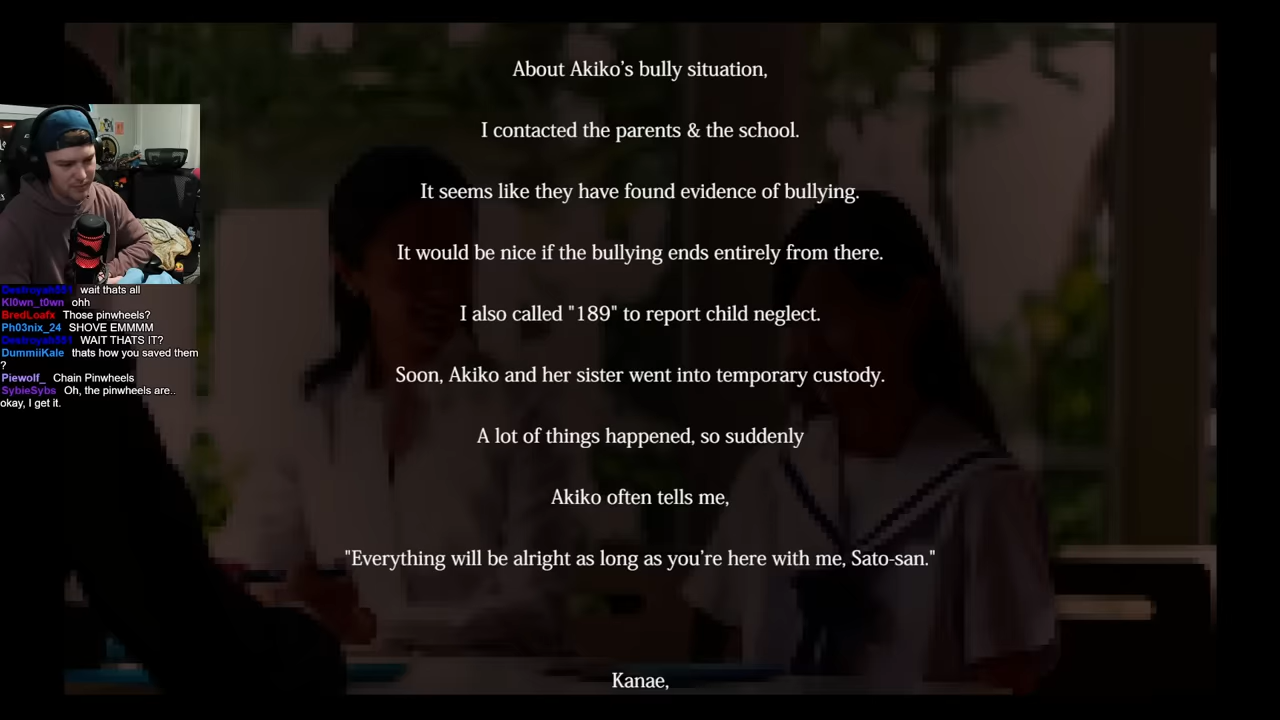 About Akiko's bully situation,
I contacted the parents & the school.
It seems like they have found evidence of bullying.
It would be nice if the bullying ends entirely from there.
I also called "189" to report child neglect.
Soon, Akiko and her sister went into temporary custody.
A lot of things happened, so suddenly
Akiko often tells me,
"Everything will be alright as long as you're here with me, Sato-san."
Kanae,
wait thats all
Kl0wn_t0wn ohh
BredLoafx Those pinwheels?
Ph03nix_24 SHOVE EMMMM
WAIT THATS IT?
DummiiKale thats how you saved them
?
Piewolf_ Chain Pinwheels
SybieSybs Oh, the pinwheels are..
okay, I get it.